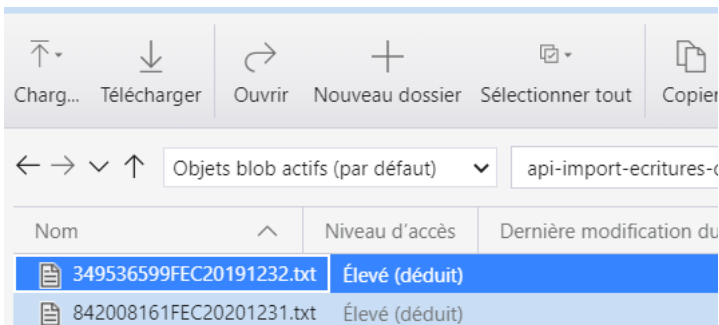 Charg... Télécharger Ouvrir Nouveau dossier Sélectionner tout Copier
Objets blob actifs (par défaut) api-import-ecritures-
Nom Niveau d'accès Dernière modification du
349536599FEC20191232.txt Élevé (déduit)
842008161FEC20201231.txt Élevé (déduit)